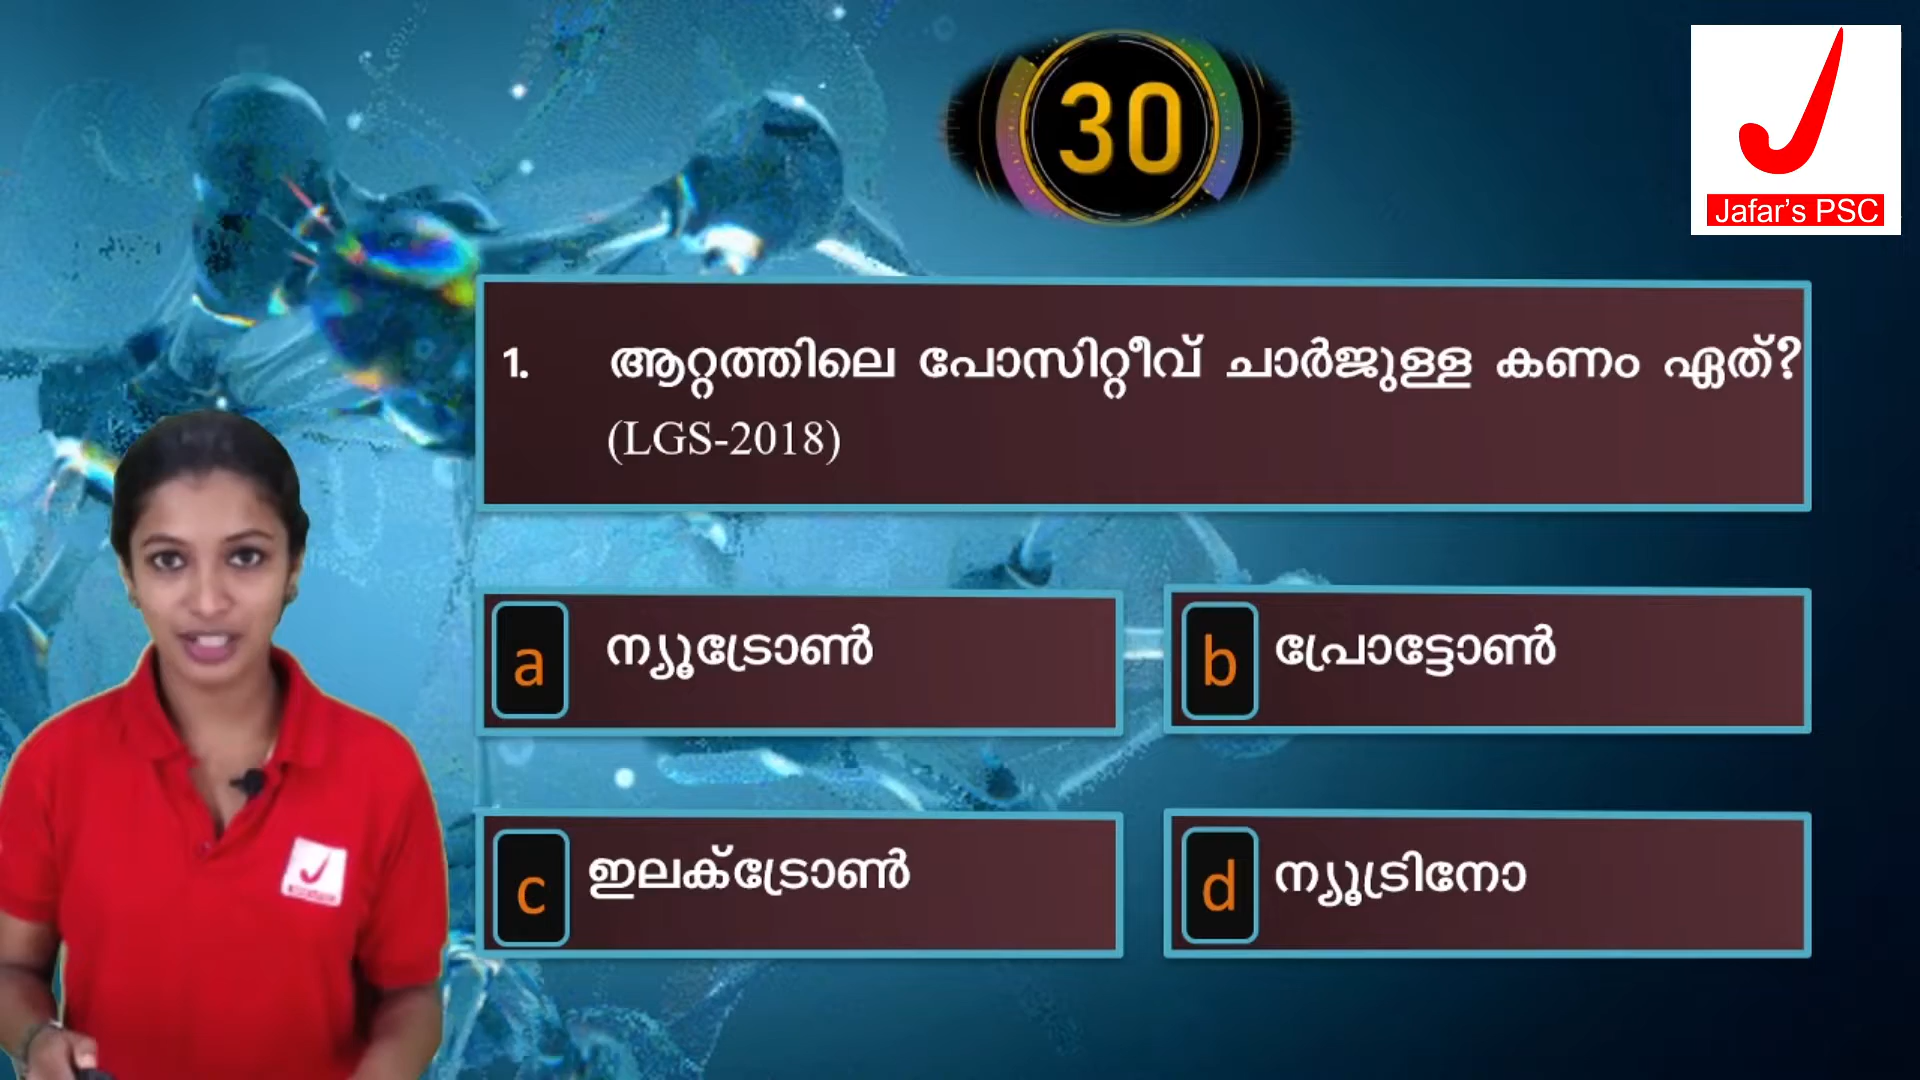 30
Jafar's PSC
1. ആറ്റത്തിലെ പോസിറ്റീവ് ചാർജുള്ള കണം ഏത്?
(LGS-2018)
a ന്യൂട്രോൺ
b പ്രോട്ടോൺ
c ഇലക്ട്രോൺ
d ന്യൂട്രിനോ